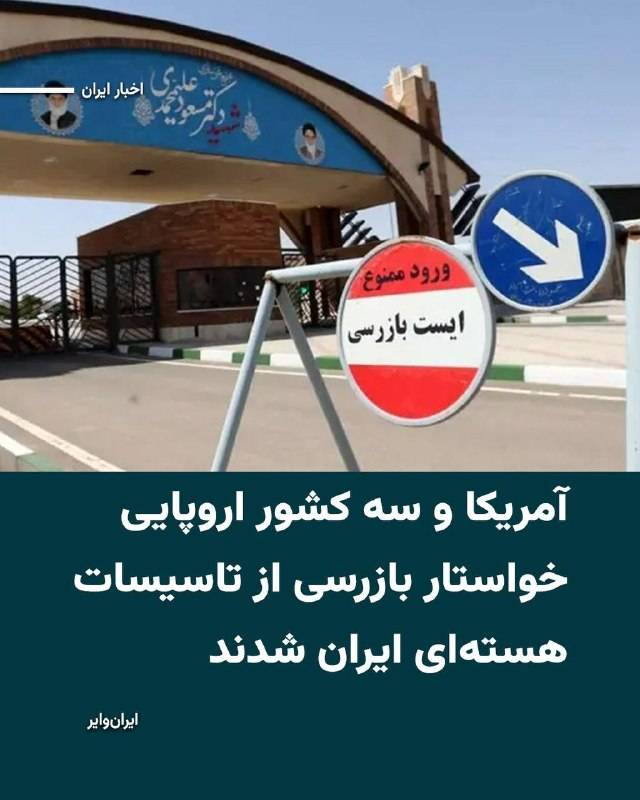 اخبار ایران
شهید
دکتر مسعود علیمحمدی
ورود ممنوع
ایست بازرسی
آمریکا و سه کشور اروپایی
خواستار بازرسی از تاسیسات
هسته‌ای ایران شدند
ایران‌وایر